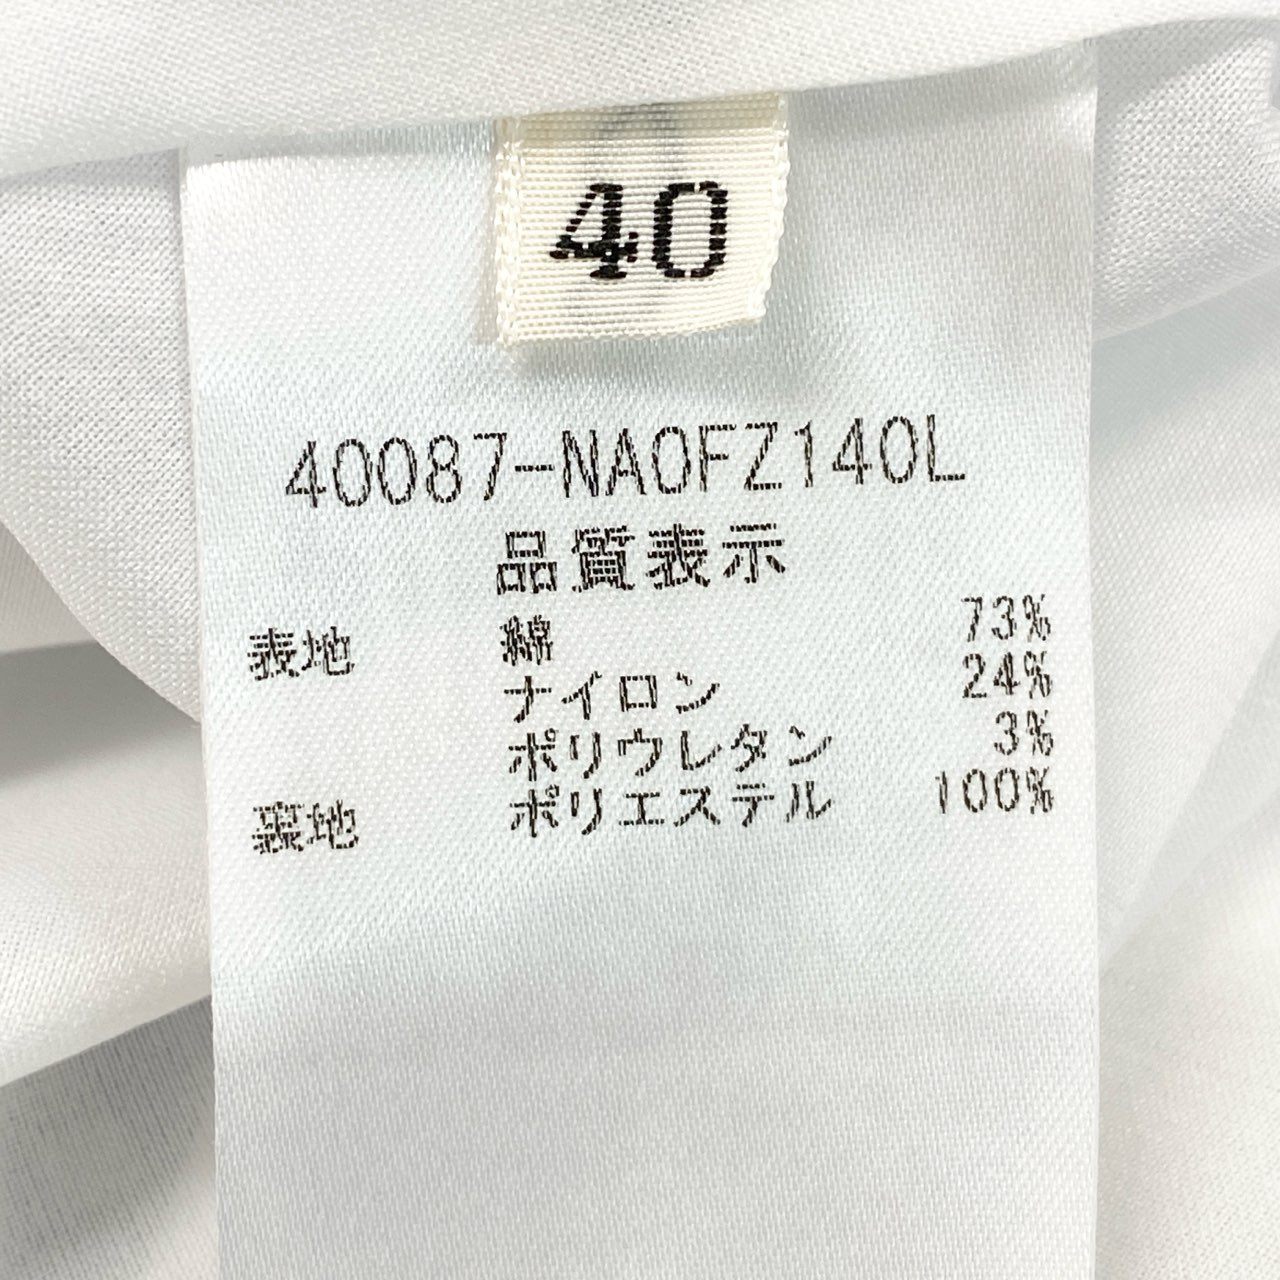 40
40087-NA0FZ140L
品質表示
表地 綿 73%
ナイロン 24%
ポリウレタン 3%
裏地 ポリエステル 100%